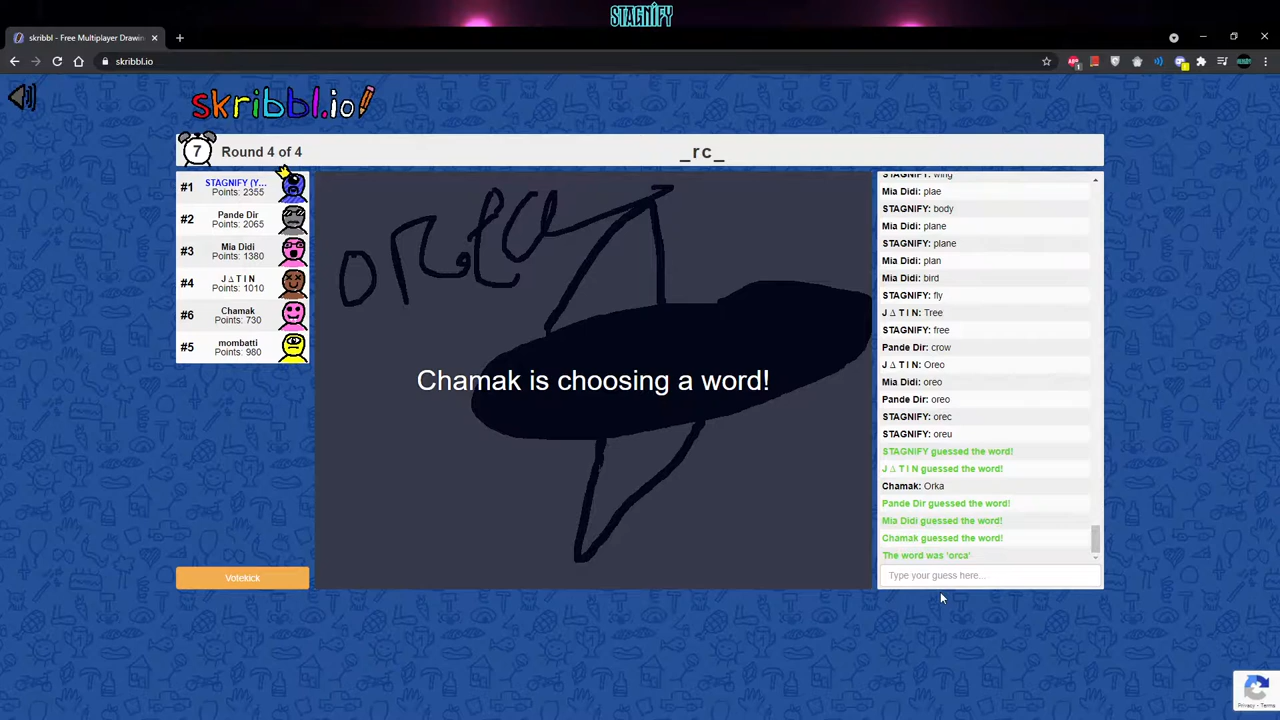 STAGNIFY
skribbl - Free Multiplayer Drawin
skribbl.io
skribbl.io
7
Round 4 of 4
_rc_
#1
STAGNIFY (Y...
Points: 2355
#2
Pande Dir
Points: 2065
#3
Mia Didi
Points: 1380
#4
J Δ T I N
Points: 1010
#6
Chamak
Points: 730
#5
mombatti
Points: 980
Votekick
orca
Chamak is choosing a word!
STAGNIFY: wing
Mia Didi: plae
STAGNIFY: body
Mia Didi: plane
STAGNIFY: plane
Mia Didi: plan
Mia Didi: bird
STAGNIFY: fly
J Δ T I N: Tree
STAGNIFY: free
Pande Dir: crow
J Δ T I N: Oreo
Mia Didi: oreo
Pande Dir: oreo
STAGNIFY: orec
STAGNIFY: oreu
STAGNIFY guessed the word!
J Δ T I N guessed the word!
Chamak: Orka
Pande Dir guessed the word!
Mia Didi guessed the word!
Chamak guessed the word!
The word was 'orca'
Type your guess here...
Privacy - Terms